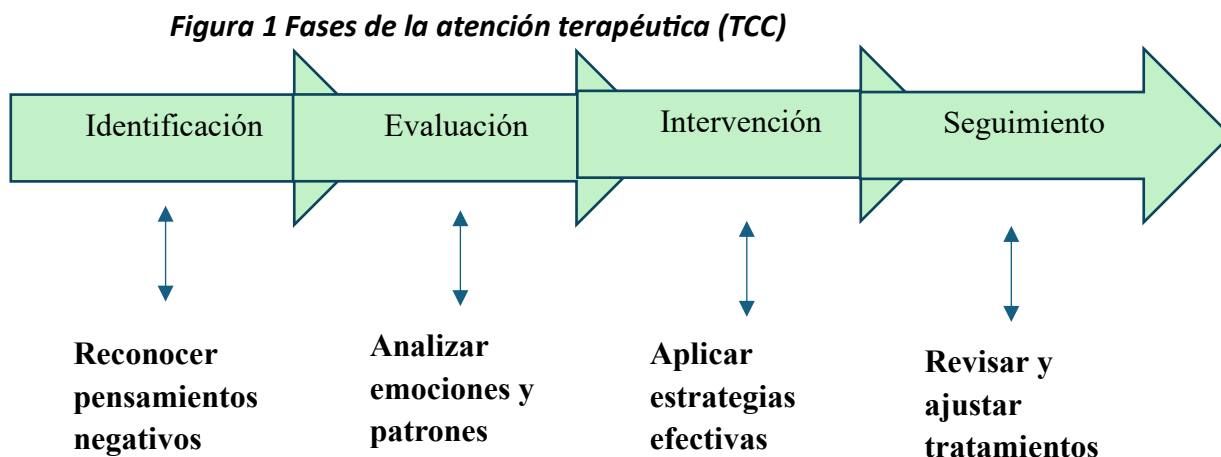 Figura 1 Fases de la atención terapéutica (TCC)
Identificación
Evaluación
Intervención
Seguimiento
Reconocer
pensamientos
negativos
Analizar
emociones y
patrones
Aplicar
estrategias
efectivas
Revisar y
ajustar
tratamientos